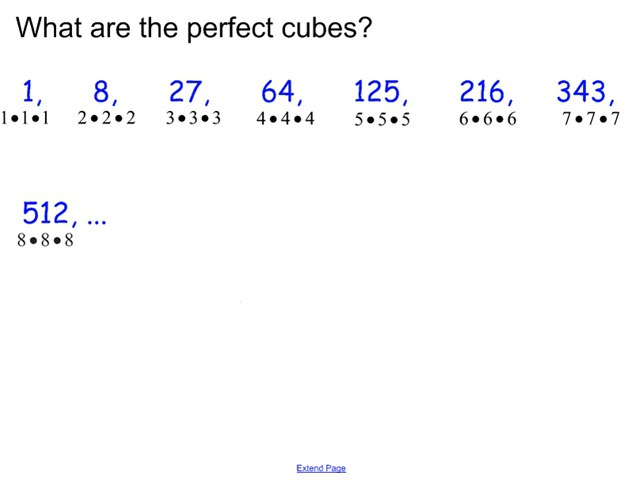 What are the perfect cubes?
1, 8, 27, 64, 125, 216, 343,
1•1•1 2•2•2 3•3•3 4•4•4 5•5•5 6•6•6 7•7•7
512, ...
8•8•8
Extend Page